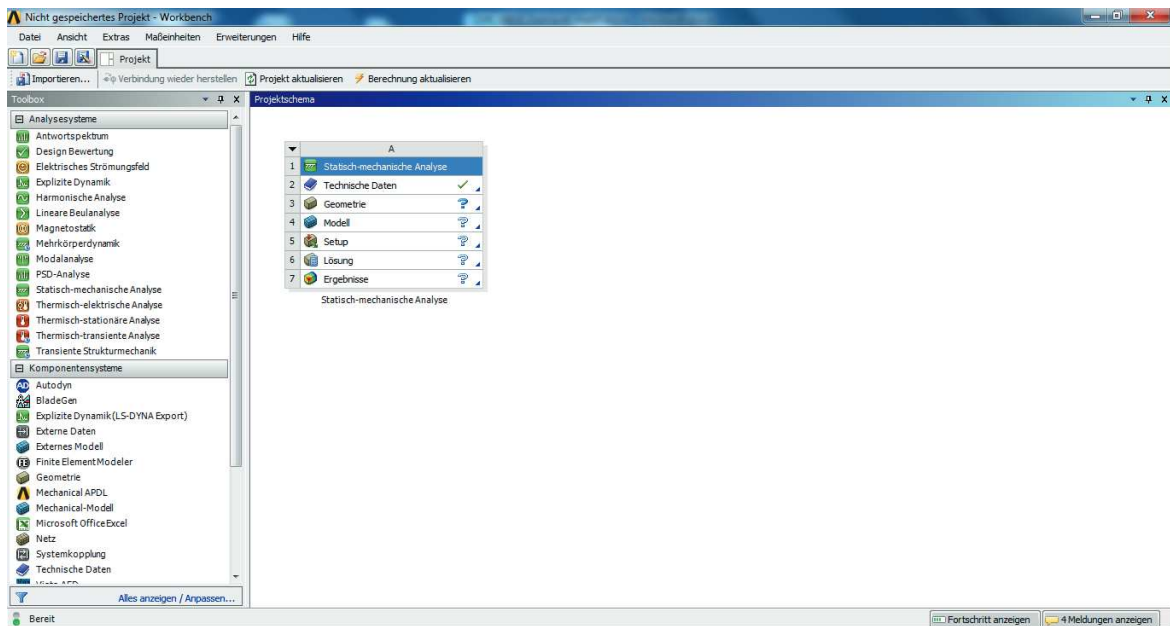 Nicht gespeichertes Projekt - Workbench
Datei Ansicht Extras Maßeinheiten Erweiterungen Hilfe
Projekt
Importieren... Verbindung wieder herstellen Projekt aktualisieren Berechnung aktualisieren
Toolbox
Projektschema
Analysesysteme
Antwortspektrum
Design Bewertung
Elektrisches Strömungsfeld
Explizite Dynamik
Harmonische Analyse
Lineare Beulanalyse
Magnetostatik
Mehrkörperdynamik
Modalanalyse
PSD-Analyse
Statisch-mechanische Analyse
Thermisch-elektrische Analyse
Thermisch-stationäre Analyse
Thermisch-transiente Analyse
Transiente Strukturmechanik
Komponentensysteme
Autodyn
BladeGen
Explizite Dynamik (LS-DYNA Export)
Externe Daten
Externes Modell
Finite Element Modeler
Geometrie
Mechanical APDL
Mechanical-Modell
Microsoft Office Excel
Netz
Systemkopplung
Technische Daten
Alles anzeigen / Anpassen...
A
1 Statisch-mechanische Analyse
2 Technische Daten
3 Geometrie ?
4 Modell ?
5 Setup ?
6 Lösung ?
7 Ergebnisse ?
Statisch-mechanische Analyse
Bereit
Fortschritt anzeigen 4 Meldungen anzeigen